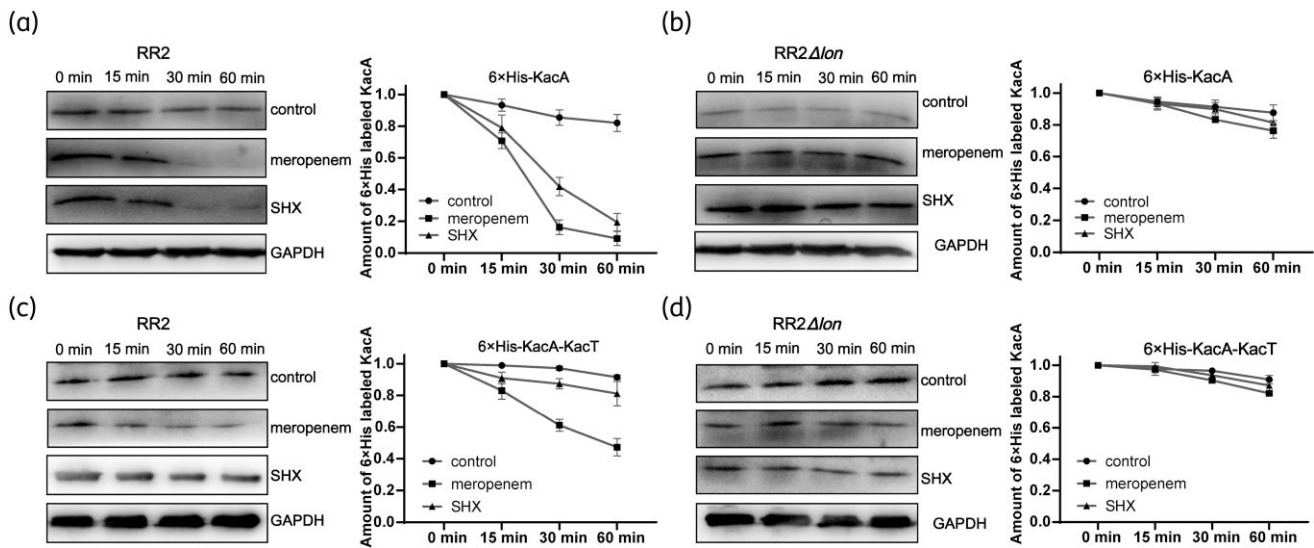 (a)
RR2
0 min 15 min 30 min 60 min
control
meropenem
SHX
GAPDH
6×His-KacA
Amount of 6×His labeled KacA
1.0
0.8
0.6
0.4
0.2
0.0
control
meropenem
SHX
0 min 15 min 30 min 60 min
(b)
RR2Δlon
0 min 15 min 30 min 60 min
control
meropenem
SHX
GAPDH
6×His-KacA
Amount of 6×His labeled KacA
1.0
0.8
0.6
0.4
0.2
0.0
control
meropenem
SHX
0 min 15 min 30 min 60 min
(c)
RR2
0 min 15 min 30 min 60 min
control
meropenem
SHX
GAPDH
6×His-KacA-KacT
Amount of 6×His labeled KacA
1.0
0.8
0.6
0.4
0.2
0.0
control
meropenem
SHX
0 min 15 min 30 min 60 min
(d)
RR2Δlon
0 min 15 min 30 min 60 min
control
meropenem
SHX
GAPDH
6×His-KacA-KacT
Amount of 6×His labeled KacA
1.0
0.8
0.6
0.4
0.2
0.0
control
meropenem
SHX
0 min 15 min 30 min 60 min